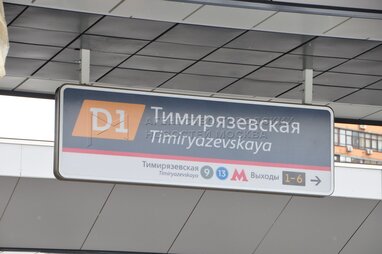 D1 Тимирязевская
Timiryazevskaya
Тимирязевская 9 13 M Выходы 1-6 →
Timiryazevskaya